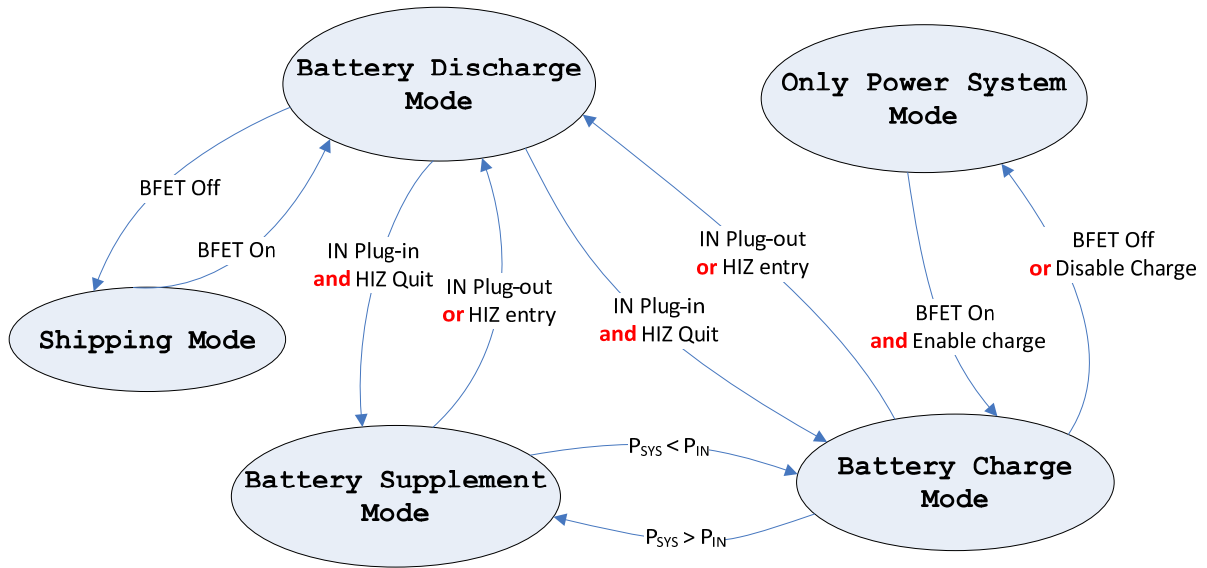 Battery Discharge
Mode
Only Power System
Mode
BFET Off
BFET On
IN Plug-in
and HIZ Quit
IN Plug-out
or HIZ entry
IN Plug-in
and HIZ Quit
IN Plug-out
or HIZ entry
BFET On
and Enable charge
BFET Off
or Disable Charge
Shipping Mode
Battery Supplement
Mode
PSYS < PIN
PSYS > PIN
Battery Charge
Mode